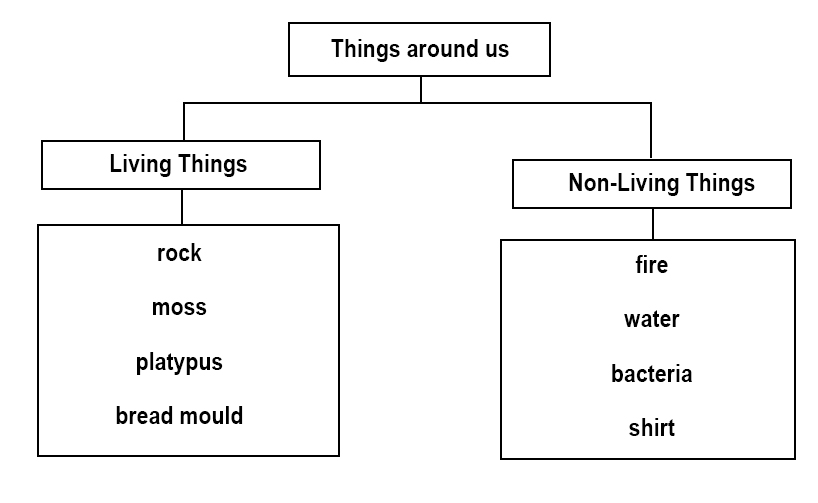 Things around us
Living Things
rock
moss
platypus
bread mould
Non-Living Things
fire
water
bacteria
shirt